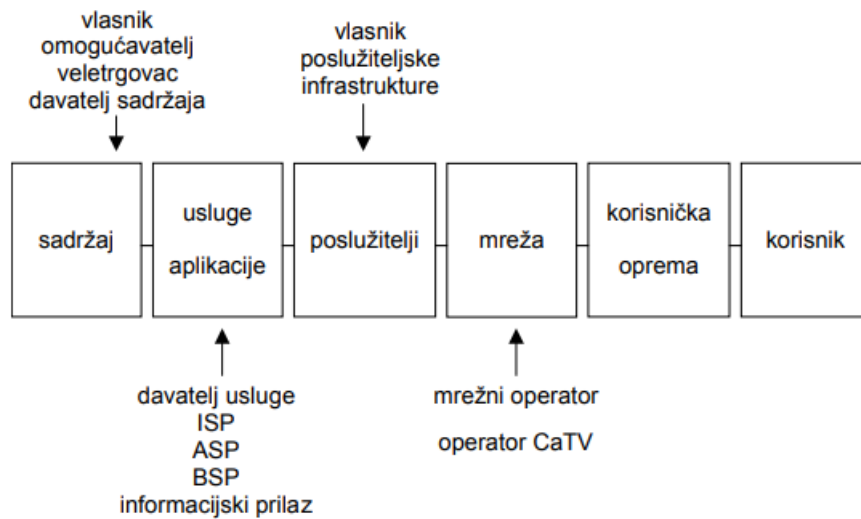 vlasnik
omogućavatelj
veletrgovac
davatelj sadržaja
vlasnik
poslužiteljske
infrastrukture
sadržaj
usluge
aplikacije
poslužitelji
mreža
korisnička
oprema
korisnik
davatelj usluge
ISP
ASP
BSP
informacijski prilaz
mrežni operator
operator CaTV